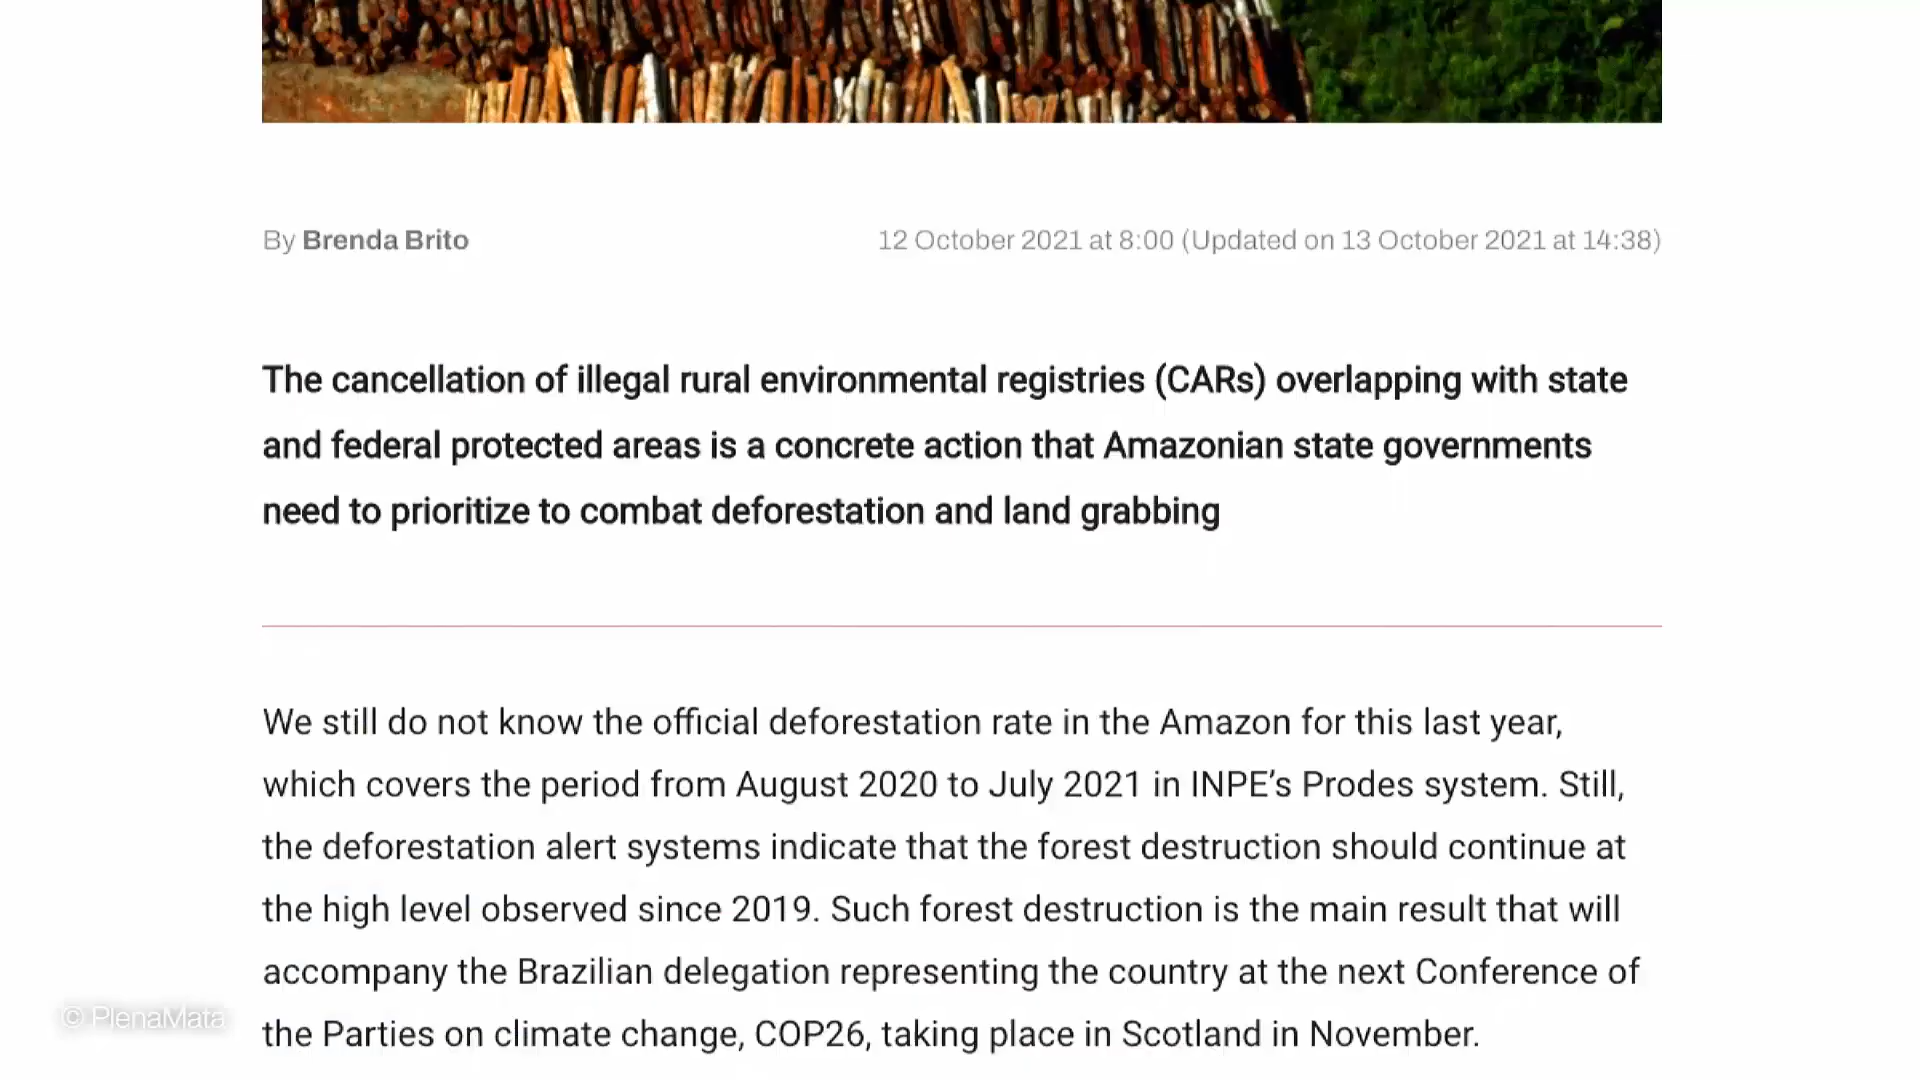 By Brenda Brito
12 October 2021 at 8:00 (Updated on 13 October 2021 at 14:38)
The cancellation of illegal rural environmental registries (CARs) overlapping with state
and federal protected areas is a concrete action that Amazonian state governments
need to prioritize to combat deforestation and land grabbing
We still do not know the official deforestation rate in the Amazon for this last year,
which covers the period from August 2020 to July 2021 in INPE’s Prodes system. Still,
the deforestation alert systems indicate that the forest destruction should continue at
the high level observed since 2019. Such forest destruction is the main result that will
accompany the Brazilian delegation representing the country at the next Conference of
the Parties on climate change, COP26, taking place in Scotland in November.
© PlenaMata